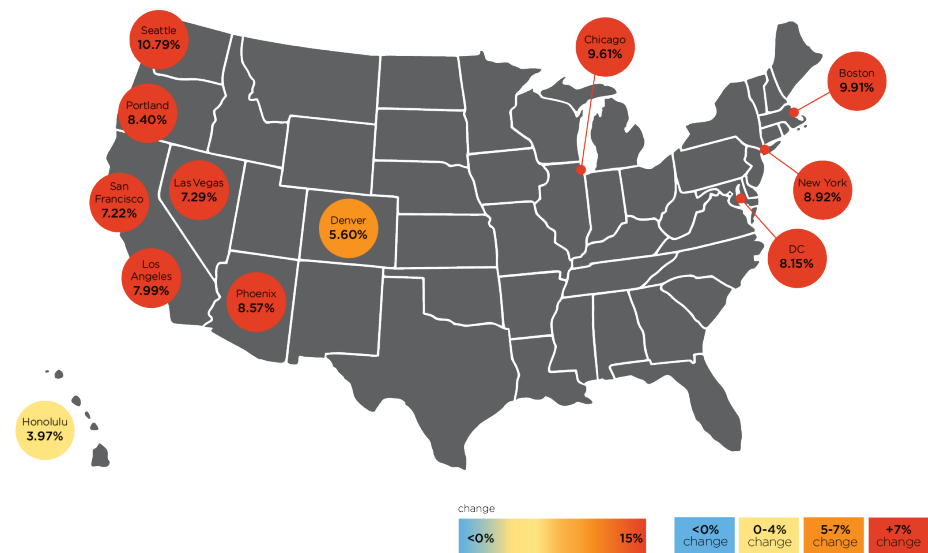 Seattle
10.79%
Chicago
9.61%
Boston
9.91%
Portland
8.40%
San
Francisco
7.22%
Las Vegas
7.29%
New York
8.92%
Denver
5.60%
DC
8.15%
Los
Angeles
7.99%
Phoenix
8.57%
Honolulu
3.97%
change
<0%
15%
<0%
change
0-4%
change
5-7%
change
+7%
change